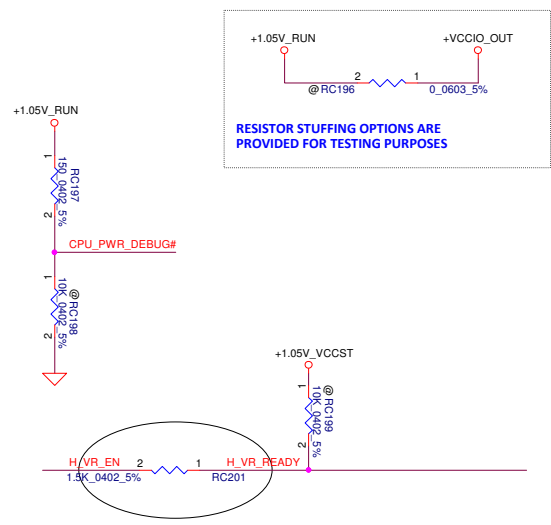 +1.05V_RUN
+VCCIO_OUT
2
1
@RC196
0_0603_5%
RESISTOR STUFFING OPTIONS ARE
PROVIDED FOR TESTING PURPOSES
+1.05V_RUN
1
RC197
150_0402_5%
2
CPU_PWR_DEBUG#
1
@RC198
10K_0402_5%
2
+1.05V_VCCST
1
@RC199
10K_0402_5%
2
H_VR_EN
2
1
H_VR_READY
1.5K_0402_5%
RC201